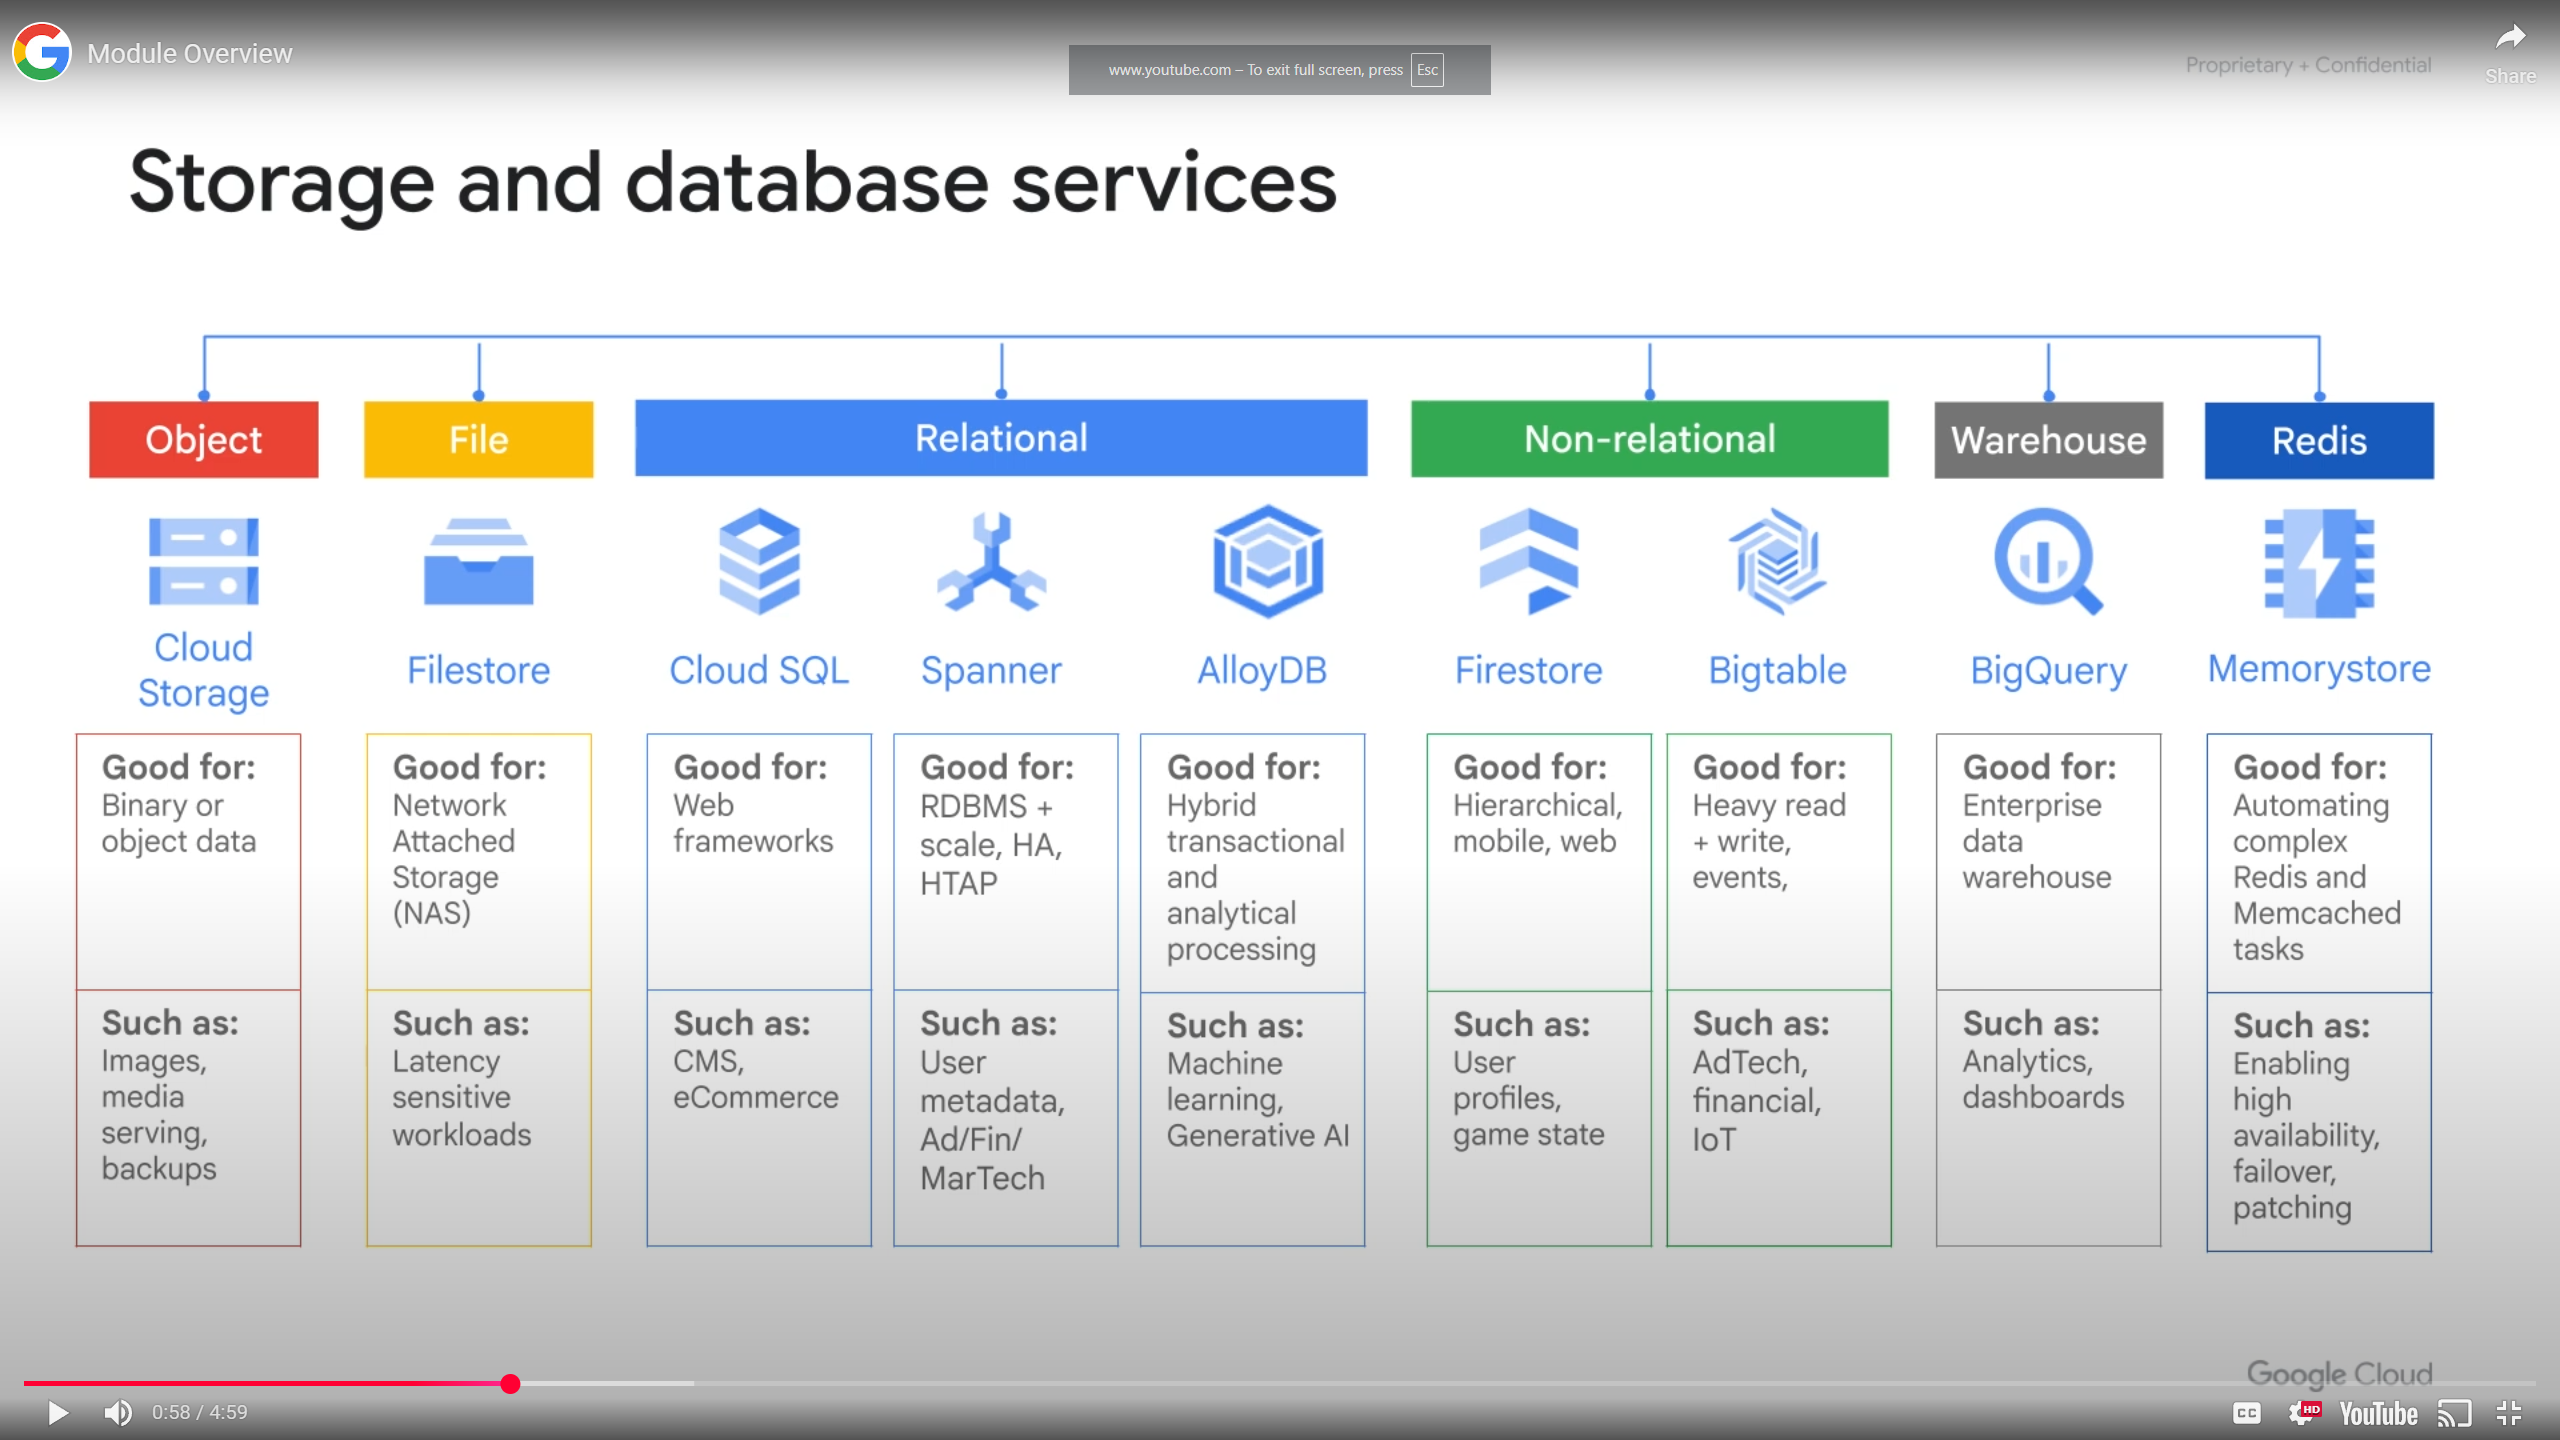 Module Overview
www.youtube.com – To exit full screen, press Esc
Proprietary + Confidential
Share
Storage and database services
Object
File
Relational
Non-relational
Warehouse
Redis
Cloud
Storage
Filestore
Cloud SQL
Spanner
AlloyDB
Firestore
Bigtable
BigQuery
Memorystore
Good for:
Binary or
object data
Such as:
Images,
media
serving,
backups
Good for:
Network
Attached
Storage
(NAS)
Such as:
Latency
sensitive
workloads
Good for:
Web
frameworks
Such as:
CMS,
eCommerce
Good for:
RDBMS +
scale, HA,
HTAP
Such as:
User
metadata,
Ad/Fin/
MarTech
Good for:
Hybrid
transactional
and
analytical
processing
Such as:
Machine
learning,
Generative AI
Good for:
Hierarchical,
mobile, web
Such as:
User
profiles,
game state
Good for:
Heavy read
+ write,
events,
Such as:
AdTech,
financial,
IoT
Good for:
Enterprise
data
warehouse
Such as:
Analytics,
dashboards
Good for:
Automating
complex
Redis and
Memcached
tasks
Such as:
Enabling
high
availability,
failover,
patching
Google Cloud
0:58 / 4:59
CC
HD
YouTube